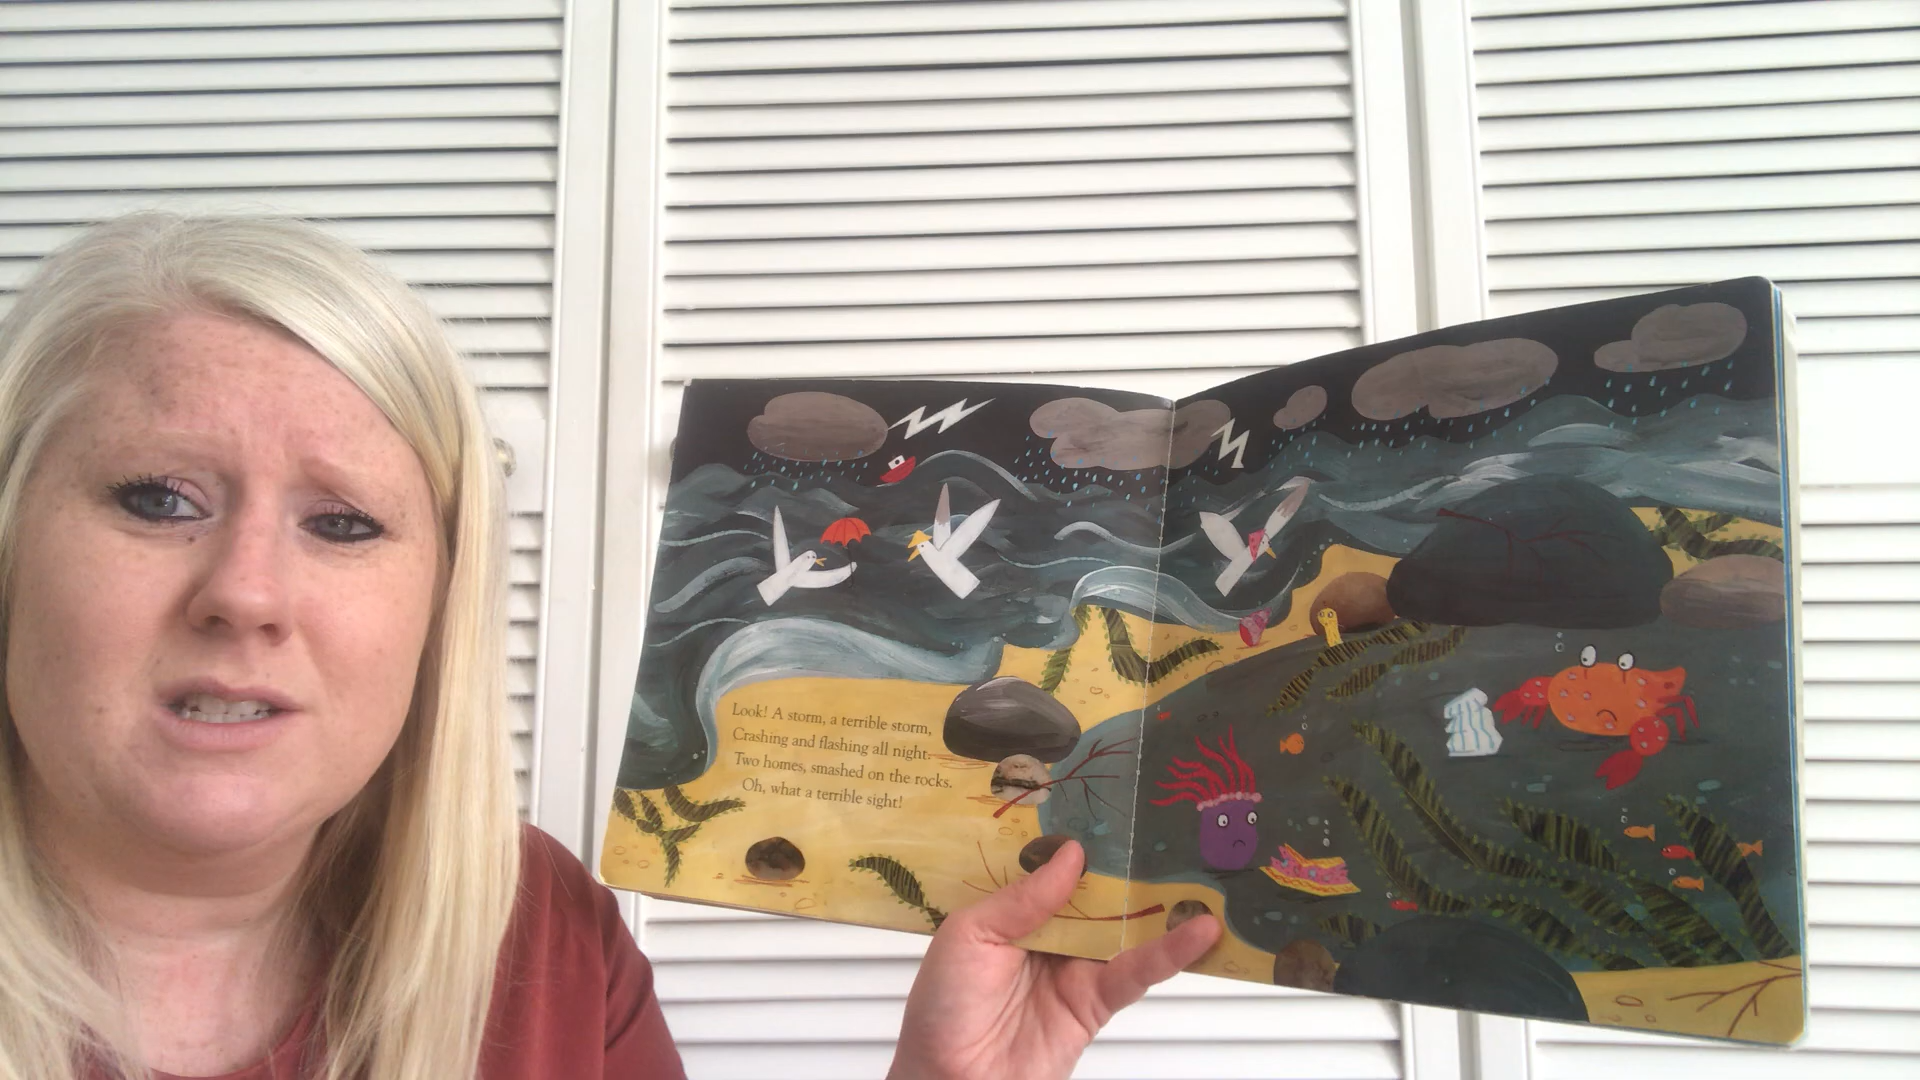 Look! A storm, a terrible storm,
Crashing and flashing all night.
Two homes, smashed on the rocks.
Oh, what a terrible sight!